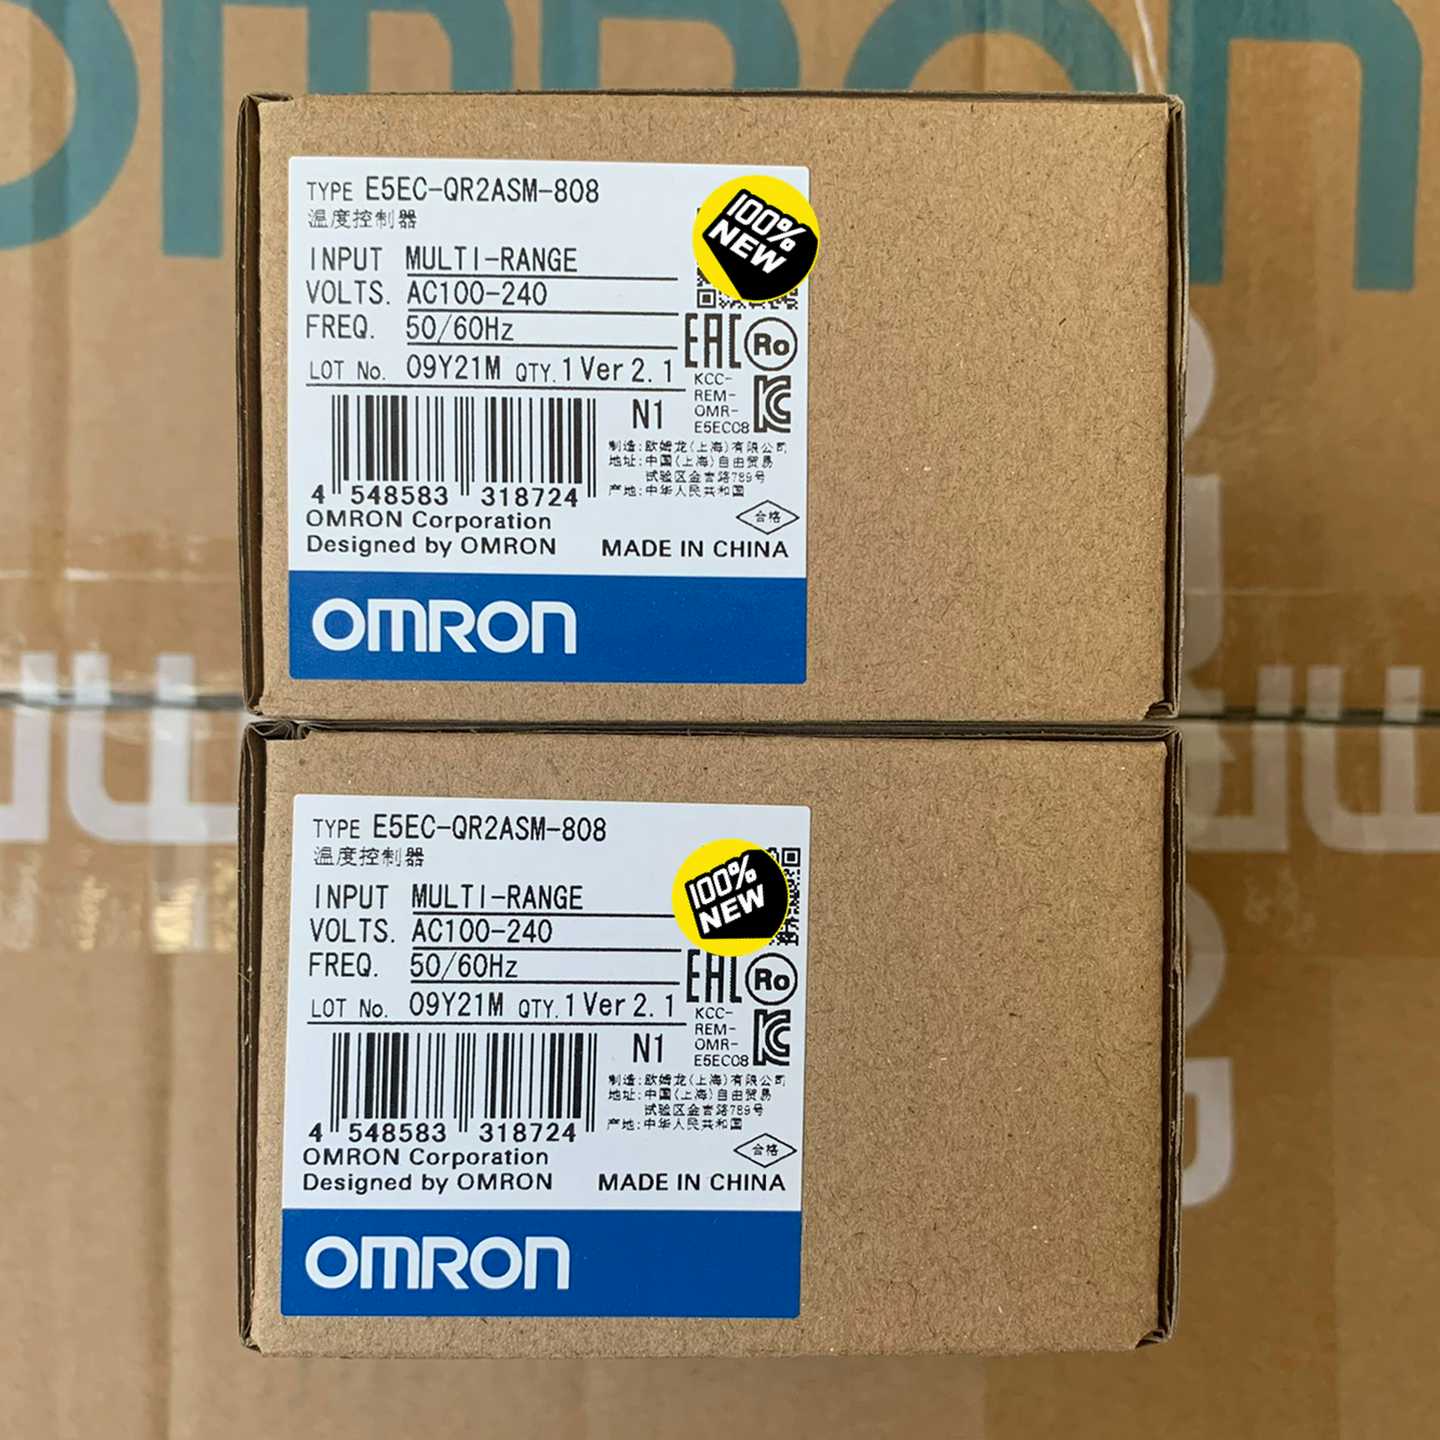 omron
TYPE E5EC-QR2ASM-808
温度控制器
INPUT MULTI-RANGE
VOLTS. AC100-240
FREQ. 50/60Hz
LOT No. 09Y21M QTY. 1 Ver 2.1
100%
NEW
EAC Ro
KCC-
REM-
OMR-
E5EC08
N1
制造:欧姆龙(上海)有限公司
地址:中国(上海)自由贸易
试验区金吉路789号
产地:中华人民共和国
4 548583 318724
合格
OMRON Corporation
Designed by OMRON MADE IN CHINA
OMRON
TYPE E5EC-QR2ASM-808
温度控制器
INPUT MULTI-RANGE
VOLTS. AC100-240
FREQ. 50/60Hz
LOT No. 09Y21M QTY. 1 Ver 2.1
100%
NEW
EAC Ro
KCC-
REM-
OMR-
E5EC08
N1
制造:欧姆龙(上海)有限公司
地址:中国(上海)自由贸易
试验区金吉路789号
产地:中华人民共和国
4 548583 318724
合格
OMRON Corporation
Designed by OMRON MADE IN CHINA
OMRON